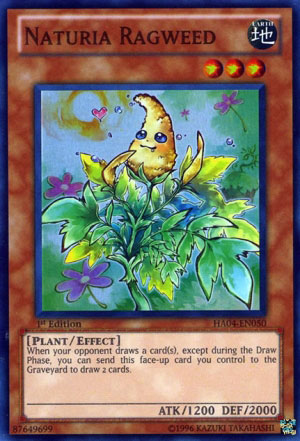 NATURIA RAGWEED
EARTH
地
1st Edition
HA04-EN050
[PLANT/EFFECT]
When your opponent draws a card(s), except during the Draw
Phase, you can send this face-up card you control to the
Graveyard to draw 2 cards.
ATK/1200 DEF/2000
87649699
©1996 KAZUKI TAKAHASHI